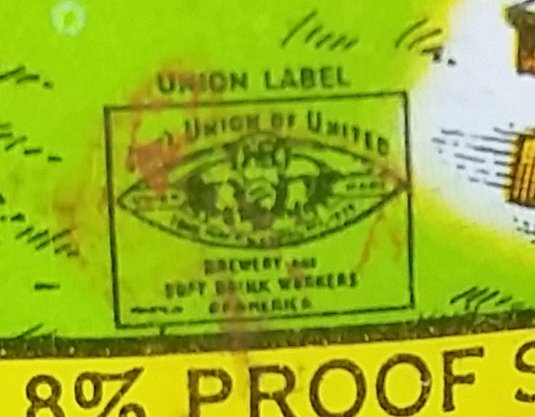 UNION LABEL
UNION OF UNITED
BREWERY AND
SOFT DRINK WORKERS
OF AMERICA
8% PROOF S